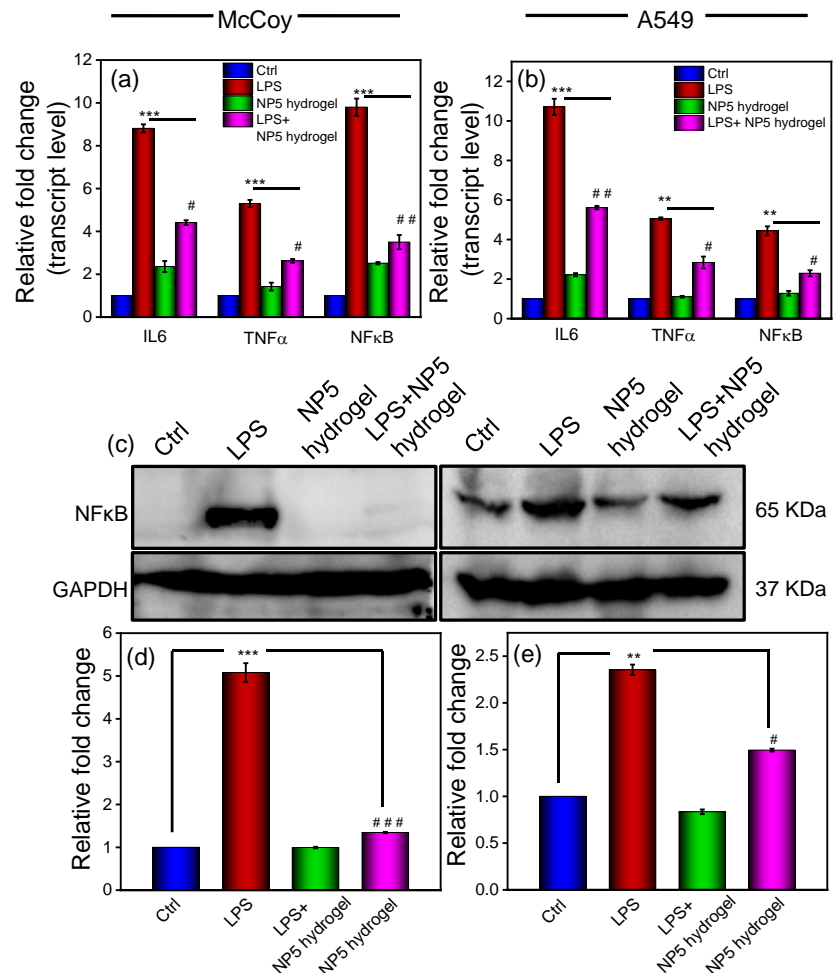 McCoy
A549
(a)
Ctrl
LPS
NP5 hydrogel
LPS+
NP5 hydrogel
Relative fold change
(transcript level)
12
10
8
6
4
2
0
***
#
***
#
***
# #
IL6
TNFα
NFκB
(b)
Ctrl
LPS
NP5 hydrogel
LPS+ NP5 hydrogel
Relative fold change
(transcript level)
12
10
8
6
4
2
0
***
# #
**
#
**
#
IL6
TNFα
NFκB
(c)
Ctrl
LPS
NP5
hydrogel
LPS+NP5
hydrogel
Ctrl
LPS
NP5
hydrogel
LPS+NP5
hydrogel
NFκB
65 KDa
GAPDH
37 KDa
(d)
Relative fold change
6
5
4
3
2
1
0
***
# # #
Ctrl
LPS
LPS+
NP5 hydrogel
NP5 hydrogel
(e)
Relative fold change
2.5
2.0
1.5
1.0
0.5
0.0
**
#
Ctrl
LPS
LPS+
NP5 hydrogel
NP5 hydrogel